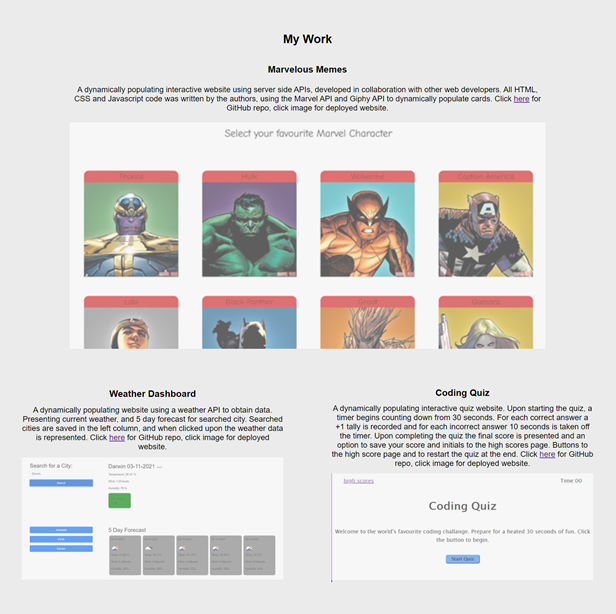 My Work
Marvelous Memes
A dynamically populating interactive website using server side APIs, developed in collaboration with other web developers. All HTML,
CSS and Javascript code was written by the authors, using the Marvel API and Giphy API to dynamically populate cards. Click here for
GitHub repo, click image for deployed website.
Select your favourite Marvel Character
Thanos Hulk Wolverine Captain America
Loki Black Panther Groot Gamora
Weather Dashboard
A dynamically populating website using a weather API to obtain data.
Presenting current weather, and 5 day forecast for searched city. Searched
cities are saved in the left column, and when clicked upon the weather data
is represented. Click here for GitHub repo, click image for deployed
website.
Search for a City:
Search
Darwin 03-11-2021
5 Day Forecast
Coding Quiz
A dynamically populating interactive quiz website. Upon starting the quiz, a
timer begins counting down from 30 seconds. For each correct answer a
+1 tally is recorded and for each incorrect answer 10 seconds is taken off
the timer. Upon completing the quiz the final score is presented and an
option to save your score and initials to the high scores page. Buttons to
the high score page and to restart the quiz at the end. Click here for GitHub
repo, click image for deployed website.
high scores Time 00
Coding Quiz
Welcome to the world's favourite coding challange. Prepare for a heated 30 seconds of fun. Click
the button to begin.
Start Quiz